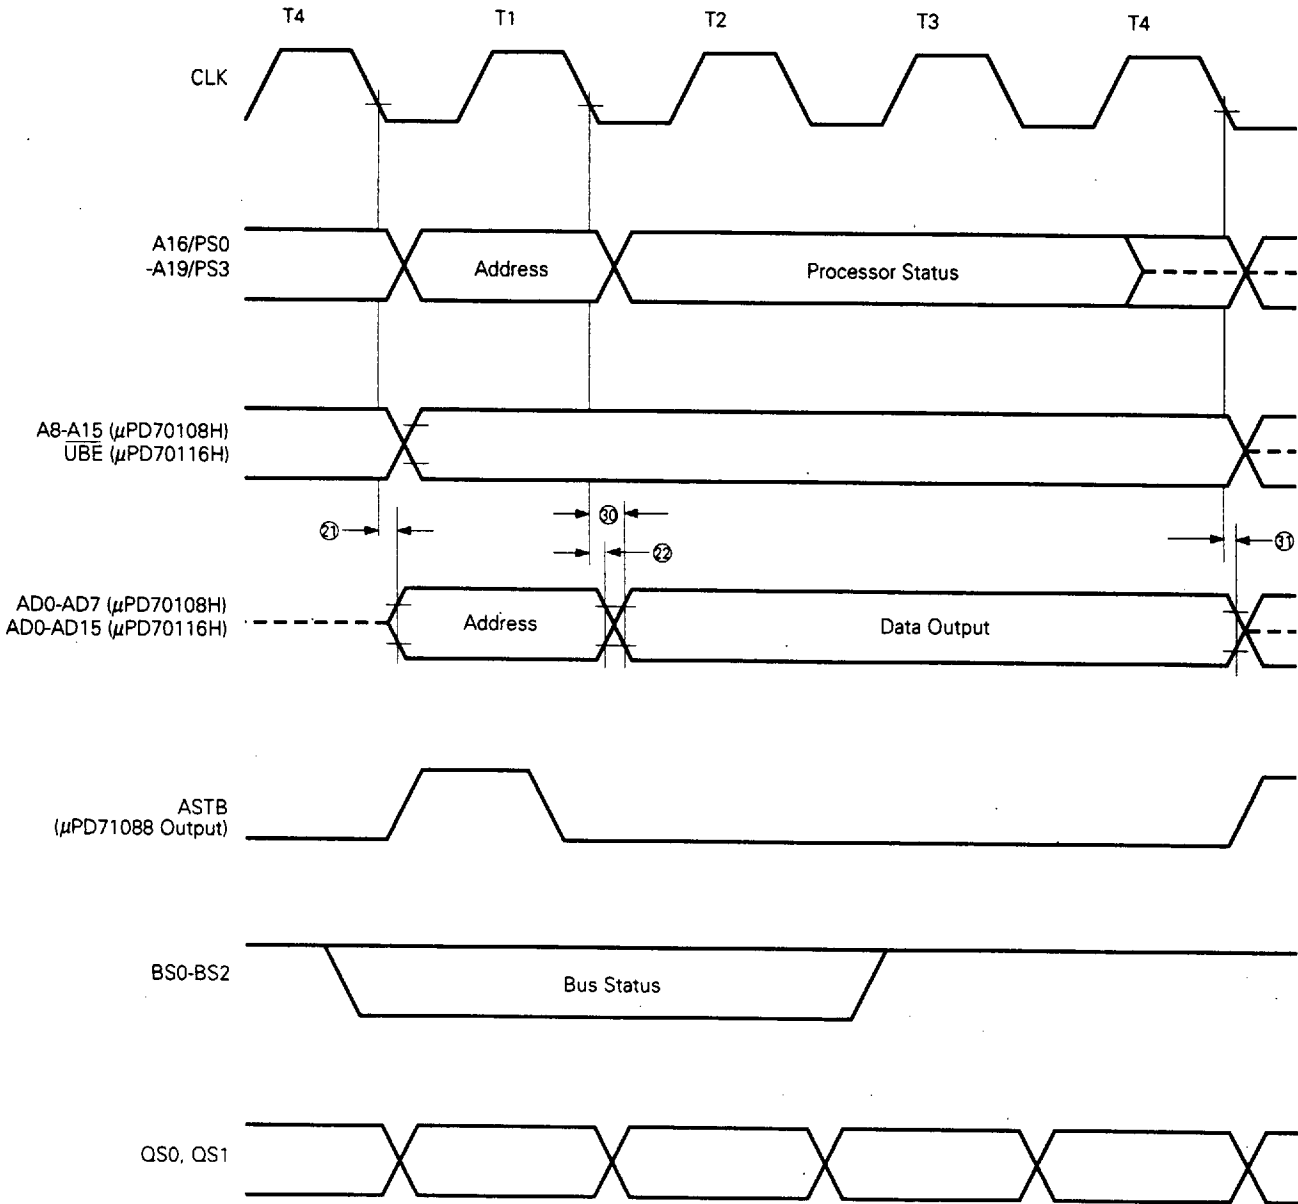 T4 T1 T2 T3 T4
CLK
A16/PS0
-A19/PS3
Address
Processor Status
A8-A15 (μPD70108H)
UBE (μPD70116H)
㉑
㉚
㉒
㉛
AD0-AD7 (μPD70108H)
AD0-AD15 (μPD70116H)
Address
Data Output
ASTB
(μPD71088 Output)
BS0-BS2
Bus Status
QS0, QS1